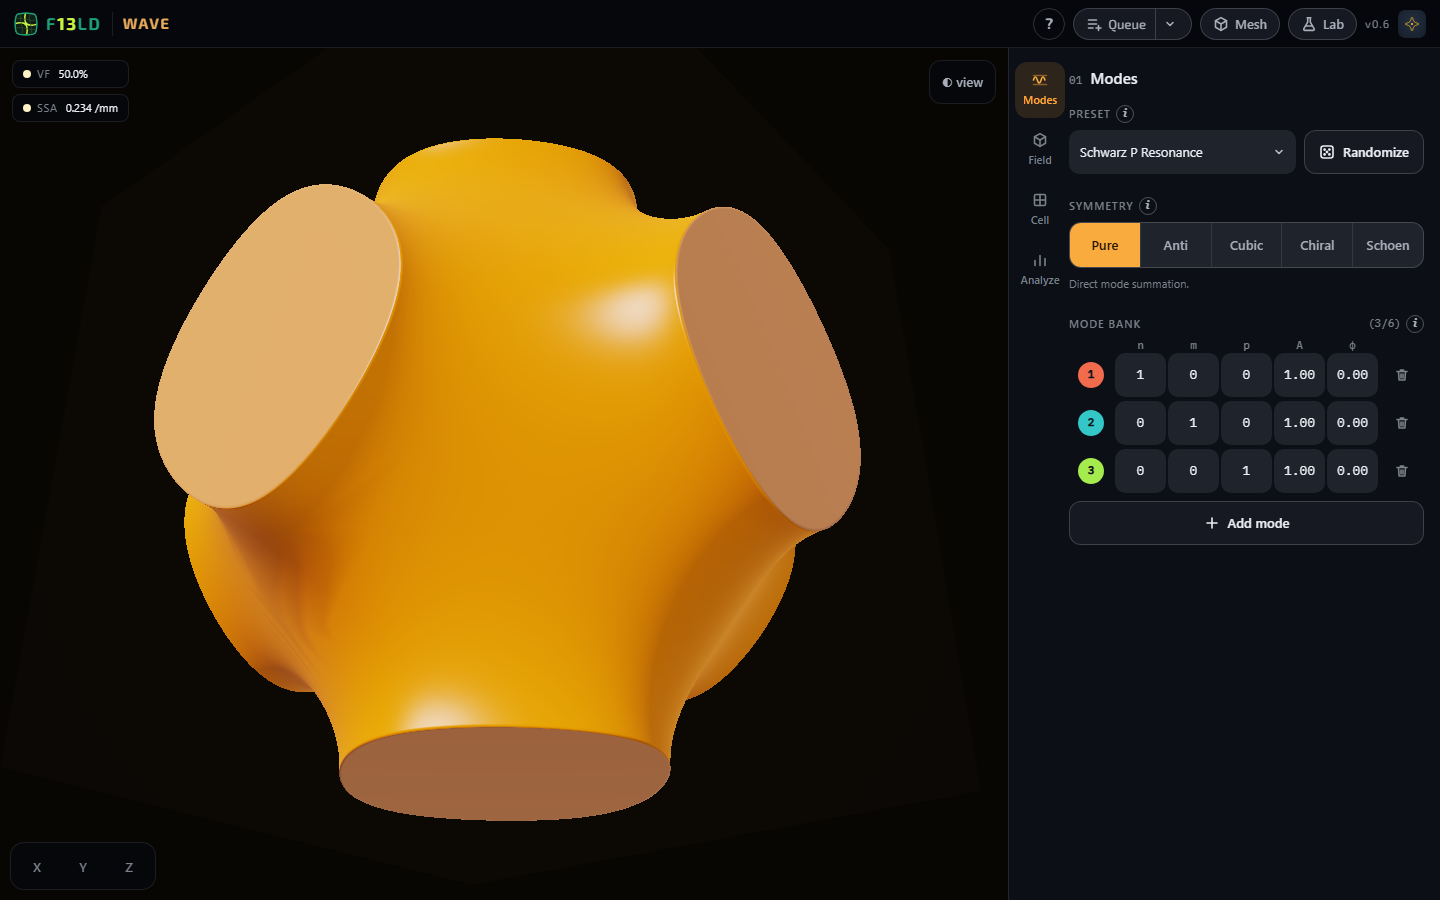 F13LD WAVE
? Queue Mesh Lab v0.6
VF 50.0%
SSA 0.234 /mm
view
X Y Z
Modes
Field
Cell
Analyze
01 Modes
PRESET i
Schwarz P Resonance Randomize
SYMMETRY i
Pure Anti Cubic Chiral Schoen
Direct mode summation.
MODE BANK (3/6) i
n m p A ϕ
1 1 0 0 1.00 0.00
2 0 1 0 1.00 0.00
3 0 0 1 1.00 0.00
+ Add mode